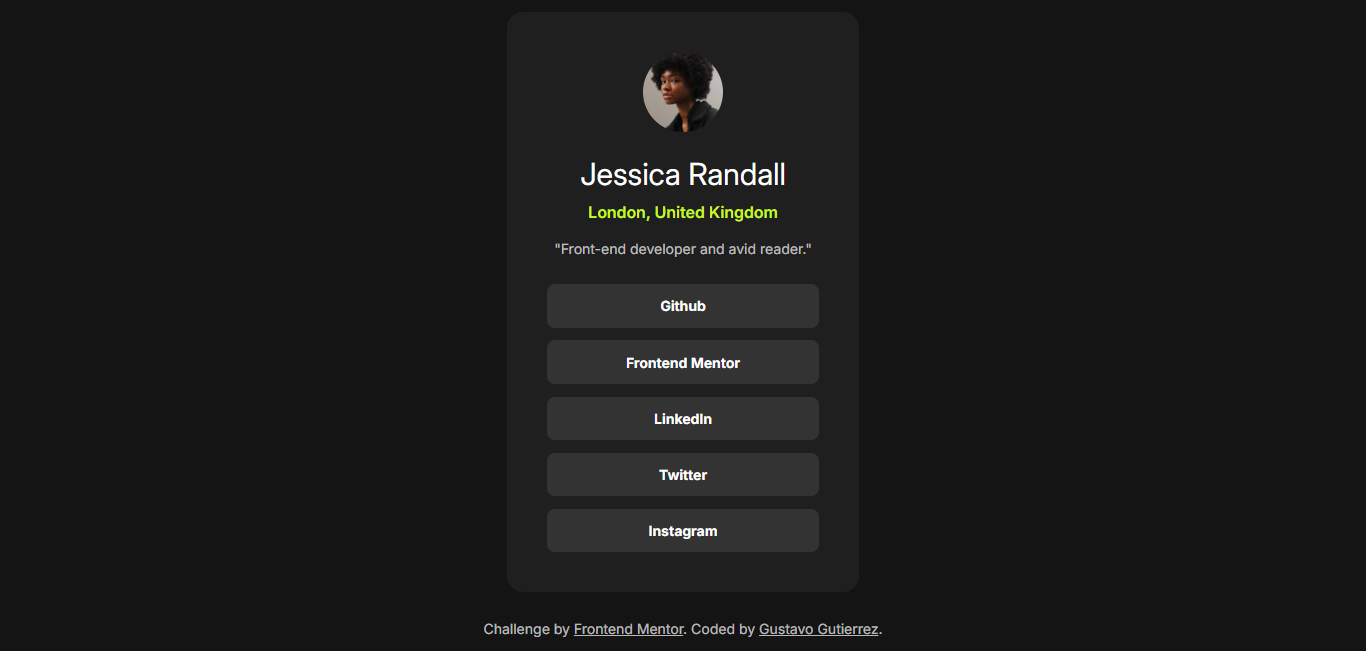 Jessica Randall
London, United Kingdom
"Front-end developer and avid reader."
Github
Frontend Mentor
LinkedIn
Twitter
Instagram
Challenge by Frontend Mentor. Coded by Gustavo Gutierrez.